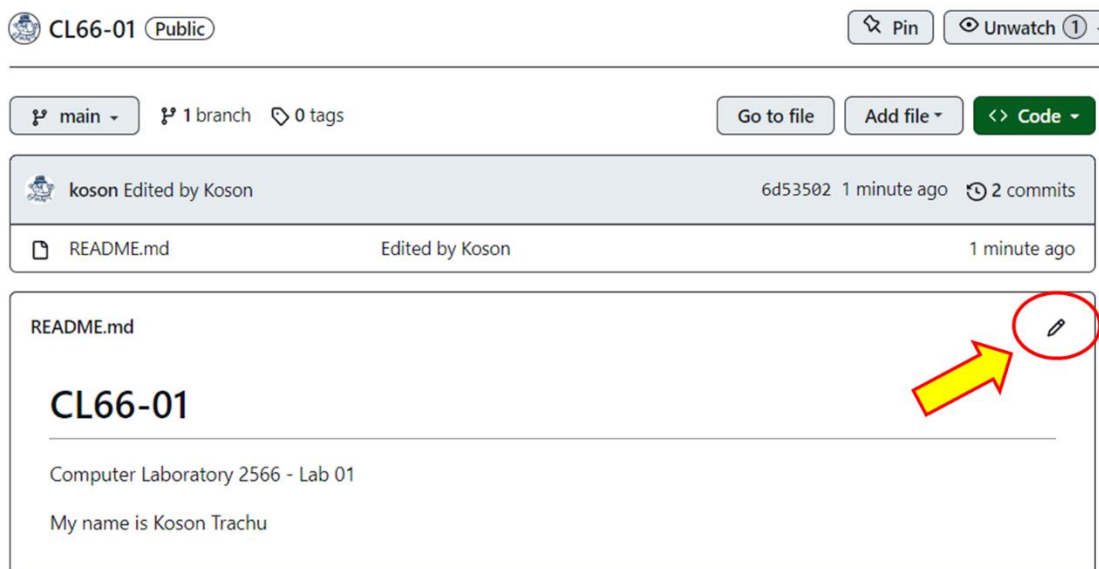 CL66-01 Public Pin Unwatch 1
main 1 branch 0 tags Go to file Add file Code
koson Edited by Koson 6d53502 1 minute ago 2 commits
README.md Edited by Koson 1 minute ago
README.md
CL66-01
Computer Laboratory 2566 - Lab 01
My name is Koson Trachu